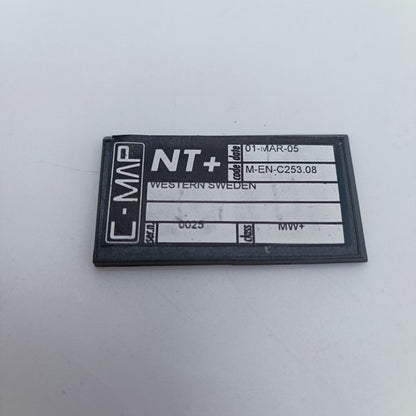 C-MAP
NT+
date 01-MAR-05
code M-EN-C253.08
WESTERN SWEDEN
ser.n. 0025
class MW+